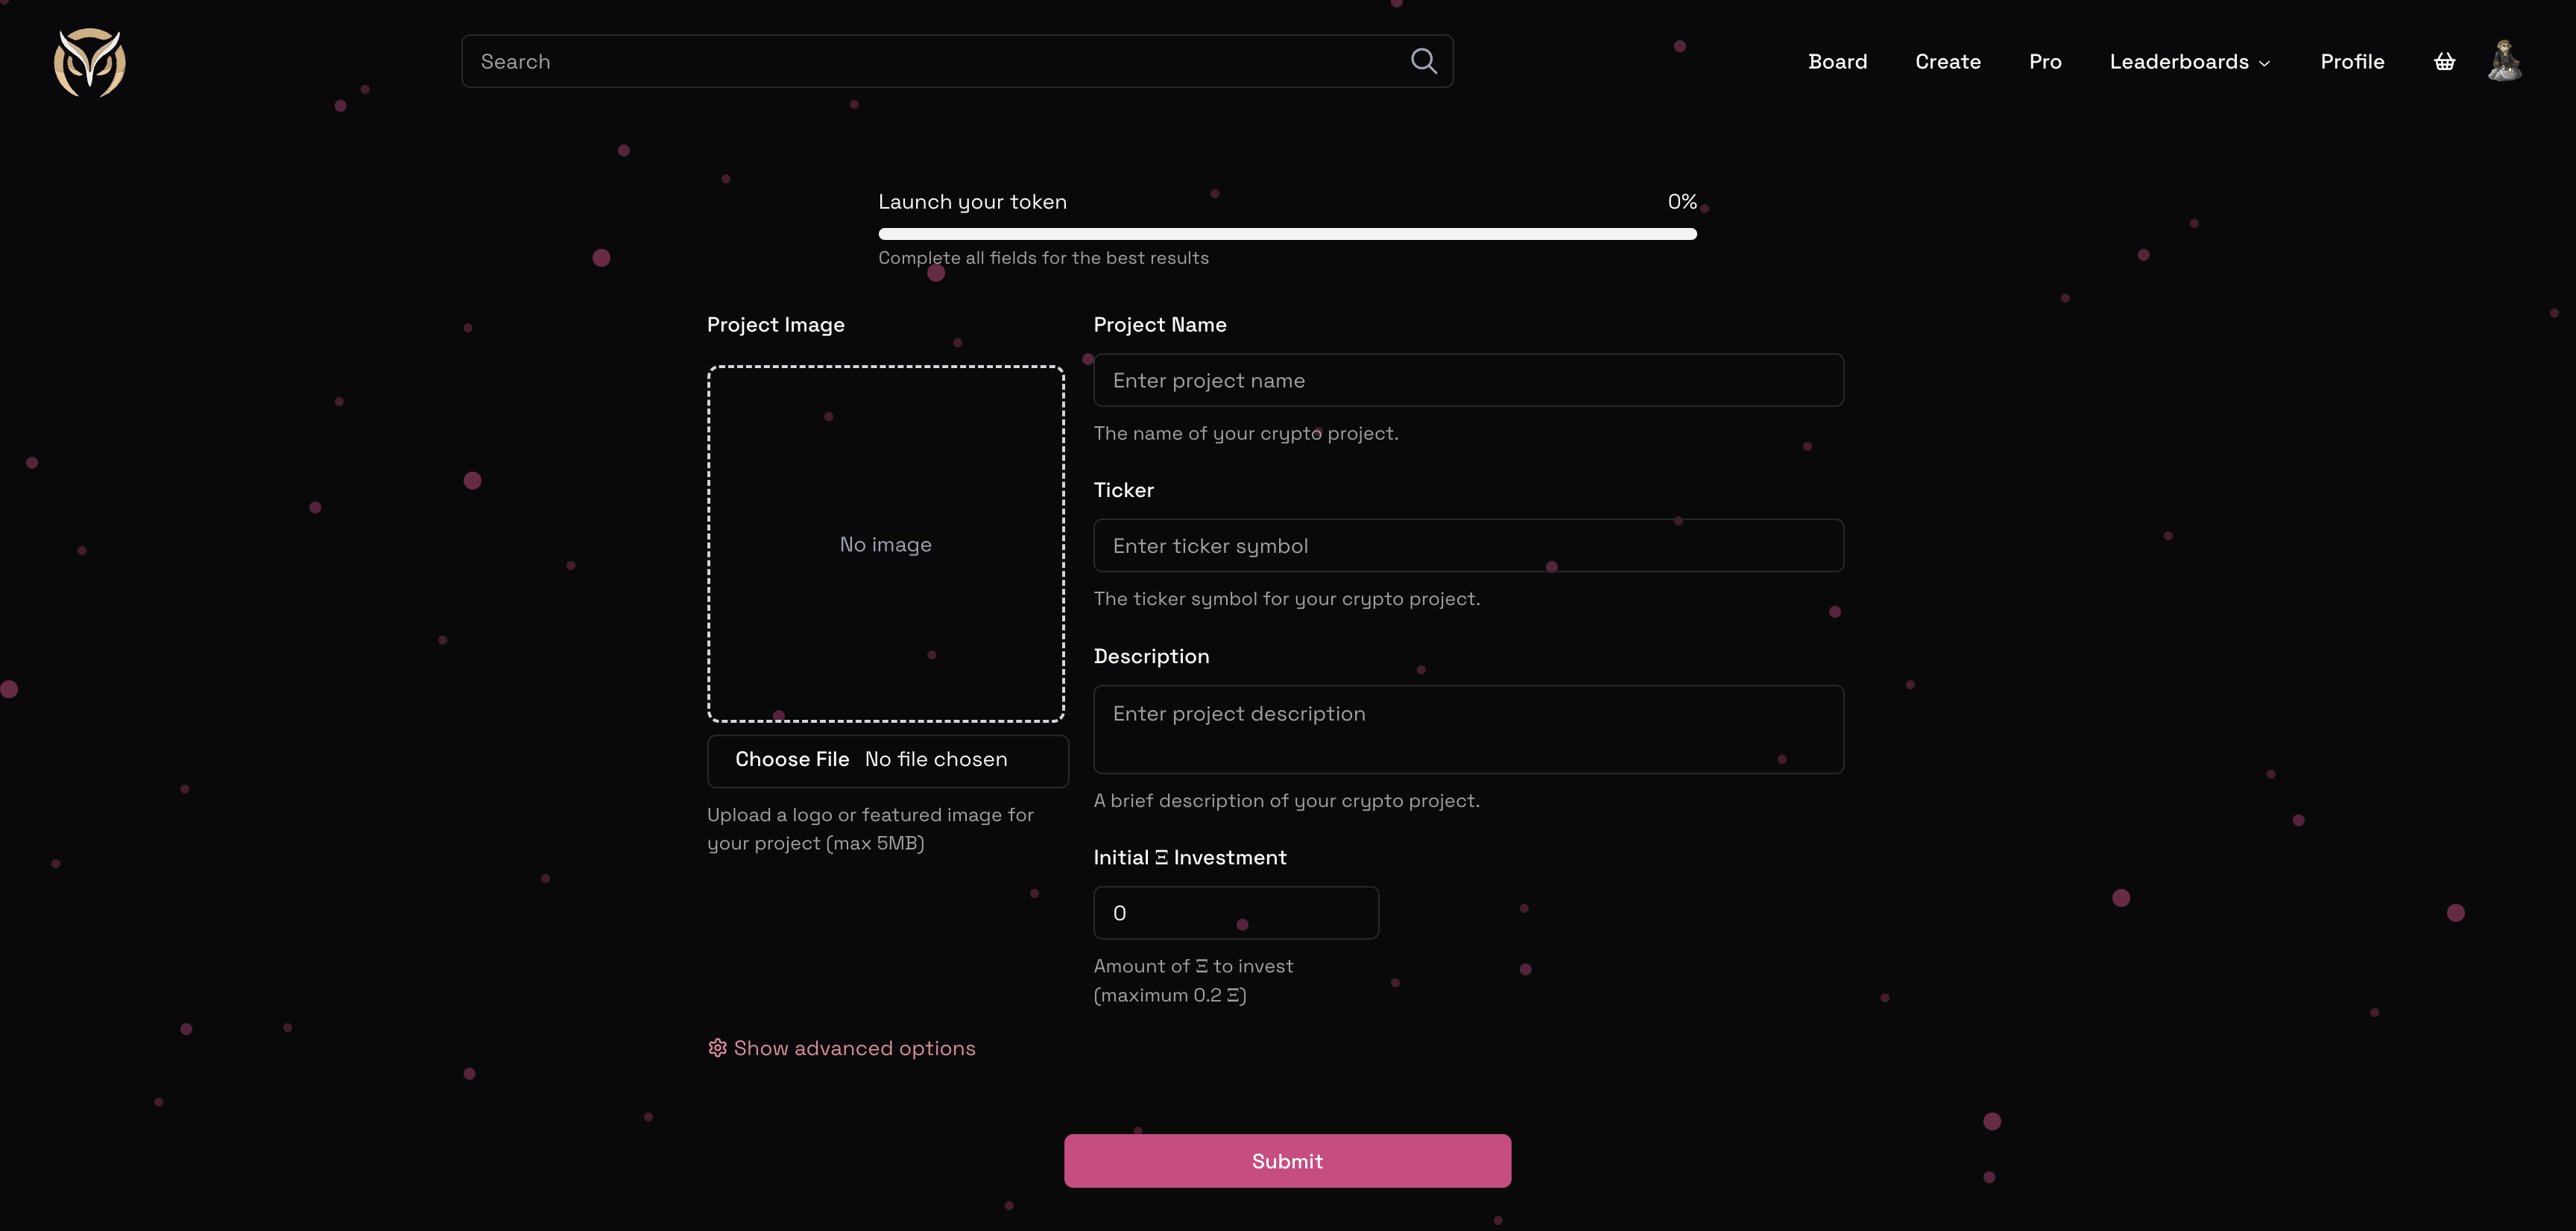 Search
Board
Create
Pro
Leaderboards
Profile
Launch your token
0%
Complete all fields for the best results
Project Image
No image
Choose File No file chosen
Upload a logo or featured image for
your project (max 5MB)
Project Name
Enter project name
The name of your crypto project.
Ticker
Enter ticker symbol
The ticker symbol for your crypto project.
Description
Enter project description
A brief description of your crypto project.
Initial Ξ Investment
0
Amount of Ξ to invest
(maximum 0.2 Ξ)
Show advanced options
Submit